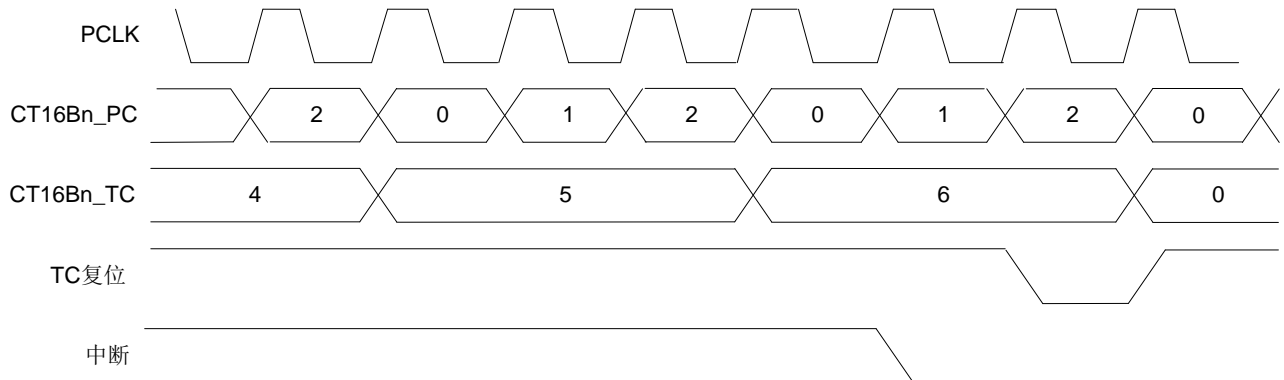 PCLK
CT16Bn_PC 2 0 1 2 0 1 2 0
CT16Bn_TC 4 5 6 0
TC复位
中断